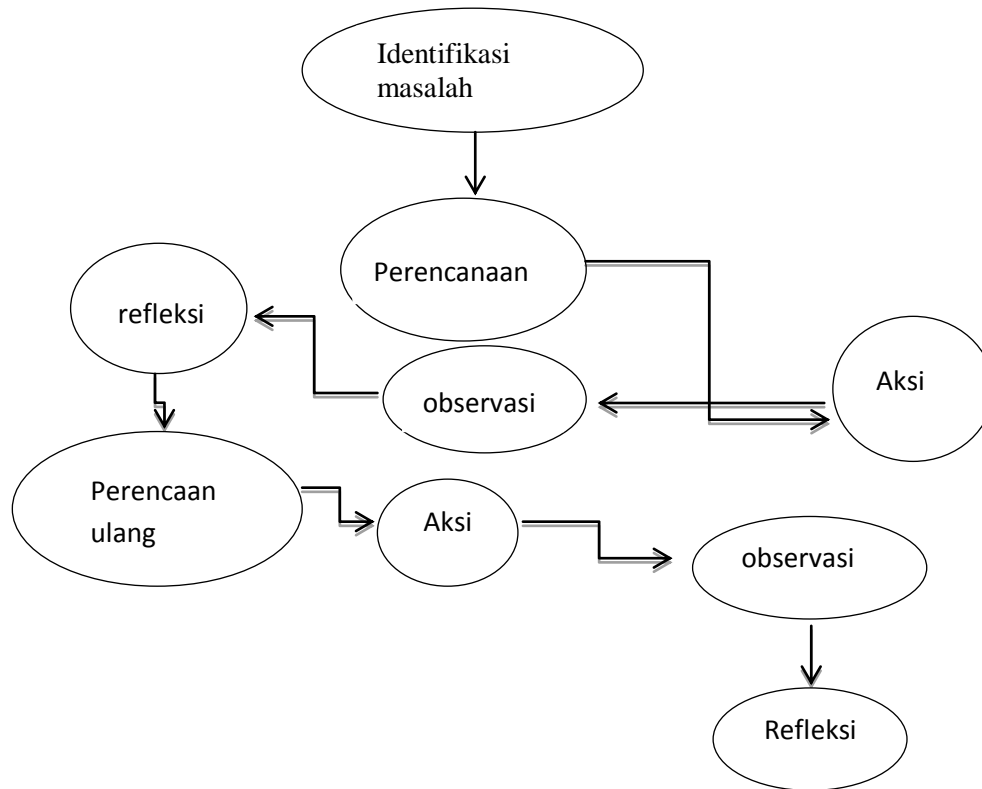 Identifikasi
masalah
Perencanaan
Aksi
observasi
refleksi
Perencaan
ulang
Aksi
observasi
Refleksi